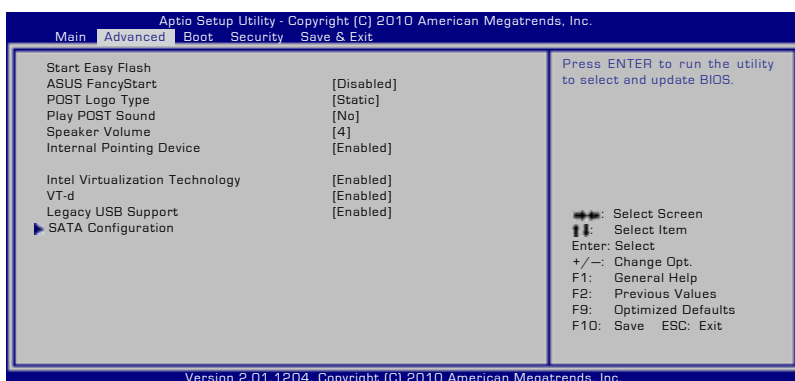 Aptio Setup Utility - Copyright (C) 2010 American Megatrends, Inc.
Main Advanced Boot Security Save & Exit
Start Easy Flash
ASUS FancyStart [Disabled]
POST Logo Type [Static]
Play POST Sound [No]
Speaker Volume [4]
Internal Pointing Device [Enabled]
Intel Virtualization Technology [Enabled]
VT-d [Enabled]
Legacy USB Support [Enabled]
SATA Configuration
Press ENTER to run the utility
to select and update BIOS.
→←: Select Screen
↑↓: Select Item
Enter: Select
+/—: Change Opt.
F1: General Help
F2: Previous Values
F9: Optimized Defaults
F10: Save ESC: Exit
Version 2.01.1204. Copyright (C) 2010 American Megatrends, Inc.